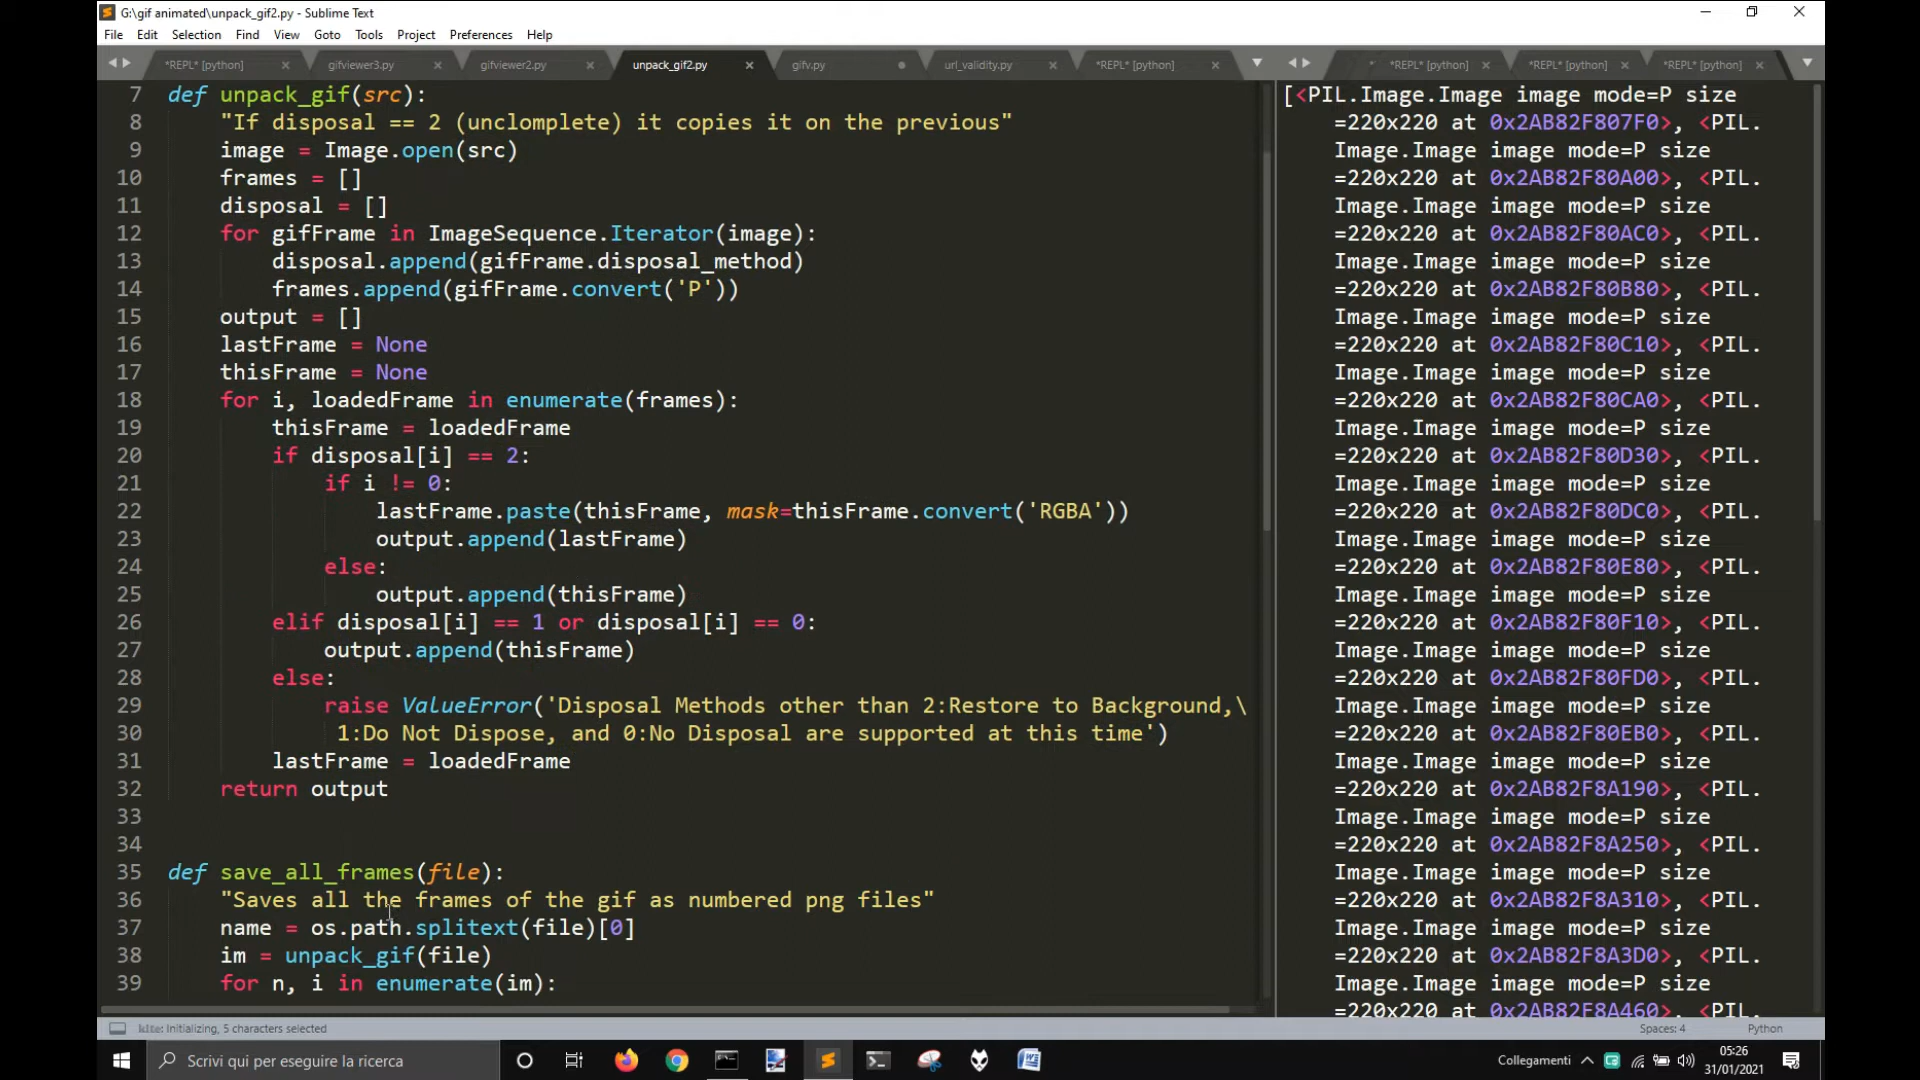 G:\gif animated\unpack_gif2.py - Sublime Text
File Edit Selection Find View Goto Tools Project Preferences Help
*REPL* [python] gifviewer3.py gifviewer2.py unpack_gif2.py gifv.py url_validity.py *REPL* [python]
7 def unpack_gif(src):
8 "If disposal == 2 (unclomplete) it copies it on the previous"
9 image = Image.open(src)
10 frames = []
11 disposal = []
12 for gifFrame in ImageSequence.Iterator(image):
13 disposal.append(gifFrame.disposal_method)
14 frames.append(gifFrame.convert('P'))
15 output = []
16 lastFrame = None
17 thisFrame = None
18 for i, loadedFrame in enumerate(frames):
19 thisFrame = loadedFrame
20 if disposal[i] == 2:
21 if i != 0:
22 lastFrame.paste(thisFrame, mask=thisFrame.convert('RGBA'))
23 output.append(lastFrame)
24 else:
25 output.append(thisFrame)
26 elif disposal[i] == 1 or disposal[i] == 0:
27 output.append(thisFrame)
28 else:
29 raise ValueError('Disposal Methods other than 2:Restore to Background,\
30 1:Do Not Dispose, and 0:No Disposal are supported at this time')
31 lastFrame = loadedFrame
32 return output
33
34
35 def save_all_frames(file):
36 "Saves all the frames of the gif as numbered png files"
37 name = os.path.splitext(file)[0]
38 im = unpack_gif(file)
39 for n, i in enumerate(im):
* *REPL* [python] *REPL* [python] *REPL* [python]
[<PIL.Image.Image image mode=P size
=220x220 at 0x2AB82F807F0>, <PIL.
Image.Image image mode=P size
=220x220 at 0x2AB82F80A00>, <PIL.
Image.Image image mode=P size
=220x220 at 0x2AB82F80AC0>, <PIL.
Image.Image image mode=P size
=220x220 at 0x2AB82F80B80>, <PIL.
Image.Image image mode=P size
=220x220 at 0x2AB82F80C10>, <PIL.
Image.Image image mode=P size
=220x220 at 0x2AB82F80CA0>, <PIL.
Image.Image image mode=P size
=220x220 at 0x2AB82F80D30>, <PIL.
Image.Image image mode=P size
=220x220 at 0x2AB82F80DC0>, <PIL.
Image.Image image mode=P size
=220x220 at 0x2AB82F80E80>, <PIL.
Image.Image image mode=P size
=220x220 at 0x2AB82F80F10>, <PIL.
Image.Image image mode=P size
=220x220 at 0x2AB82F80FD0>, <PIL.
Image.Image image mode=P size
=220x220 at 0x2AB82F80EB0>, <PIL.
Image.Image image mode=P size
=220x220 at 0x2AB82F8A190>, <PIL.
Image.Image image mode=P size
=220x220 at 0x2AB82F8A250>, <PIL.
Image.Image image mode=P size
=220x220 at 0x2AB82F8A310>, <PIL.
Image.Image image mode=P size
=220x220 at 0x2AB82F8A3D0>, <PIL.
Image.Image image mode=P size
=220x220 at 0x2AB82F8A460>, <PIL.
kite: Initializing, 5 characters selected Spaces: 4 Python
Scrivi qui per eseguire la ricerca
Collegamenti
05:26
31/01/2021